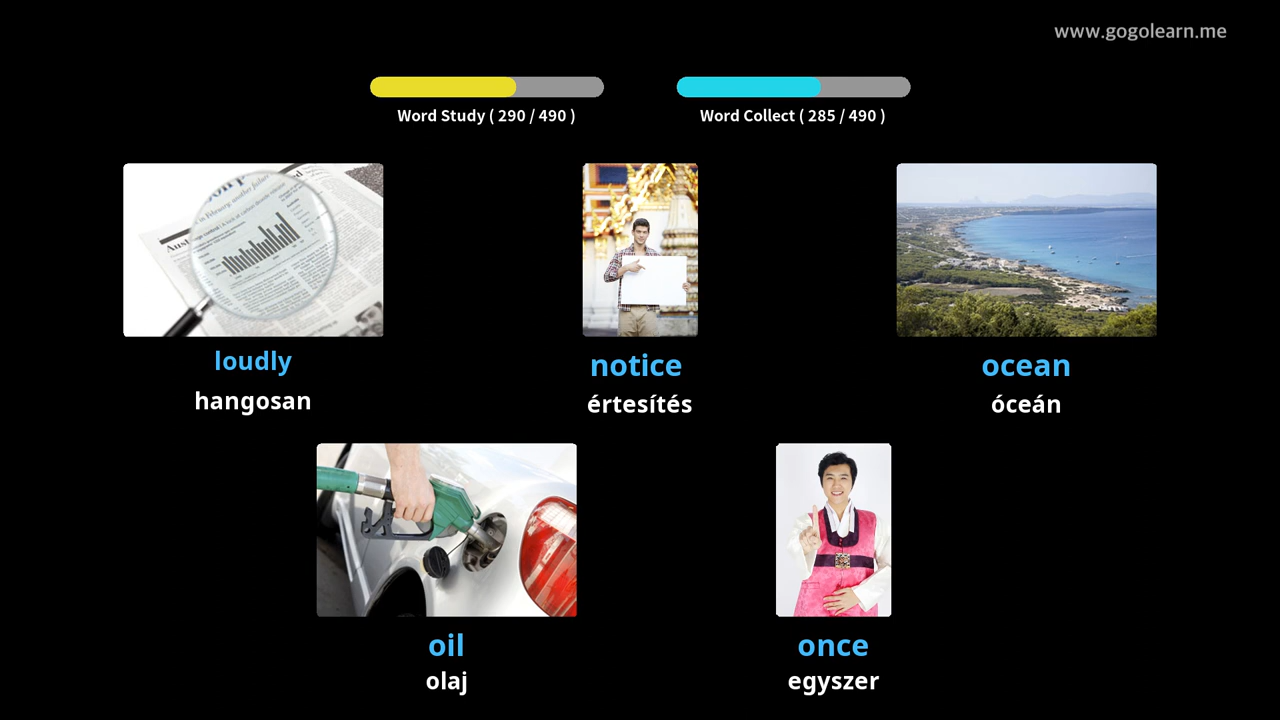 www.gogolearn.me
Word Study ( 290 / 490 )
Word Collect ( 285 / 490 )
loudly
hangosan
notice
értesítés
ocean
óceán
oil
olaj
once
egyszer